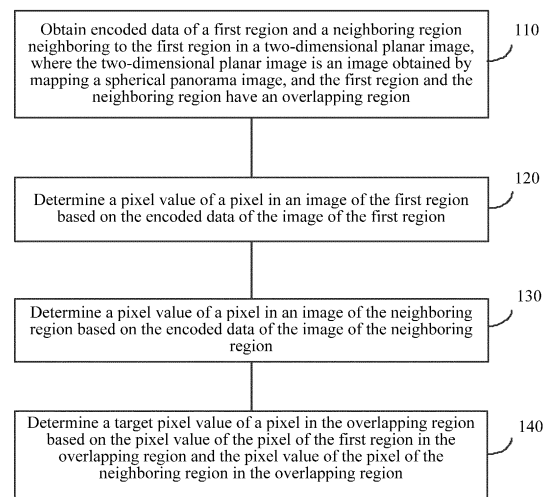 Obtain encoded data of a first region and a neighboring region
neighboring to the first region in a two-dimensional planar image,
where the two-dimensional planar image is an image obtained by
mapping a spherical panorama image, and the first region and the
neighboring region have an overlapping region
110
Determine a pixel value of a pixel in an image of the first region
based on the encoded data of the image of the first region
120
Determine a pixel value of a pixel in an image of the neighboring
region based on the encoded data of the image of the neighboring
region
130
Determine a target pixel value of a pixel in the overlapping region
based on the pixel value of the pixel of the first region in the
overlapping region and the pixel value of the pixel of the
neighboring region in the overlapping region
140